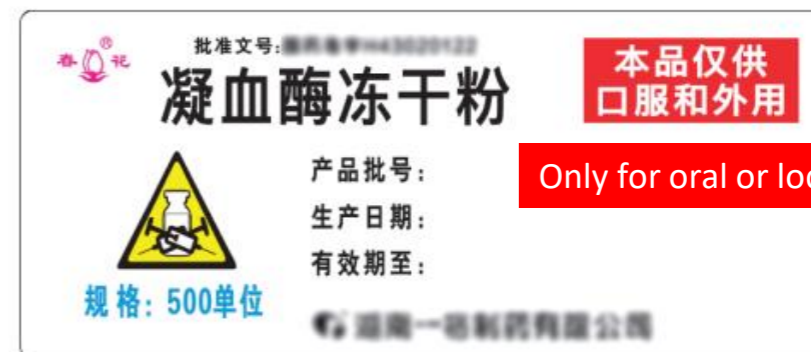 春花®
批准文号:
凝血酶冻干粉
本品仅供
口服和外用
Only for oral or loc
产品批号:
生产日期:
有效期至:
规格: 500单位